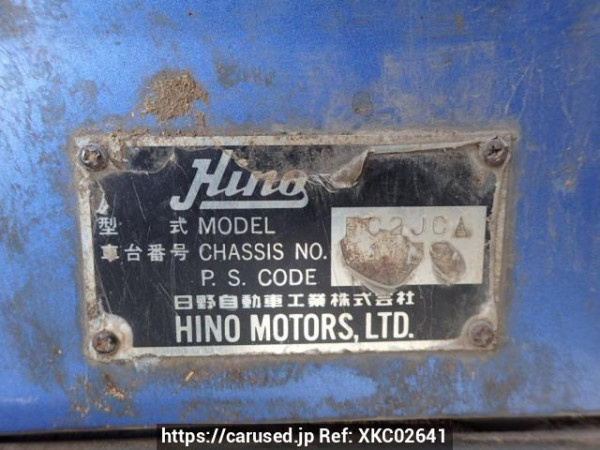 Hino
型式 MODEL FC2JCA
車台番号 CHASSIS NO.
P. S. CODE
日野自動車工業株式会社
HINO MOTORS, LTD.
https://carused.jp Ref: XKC02641